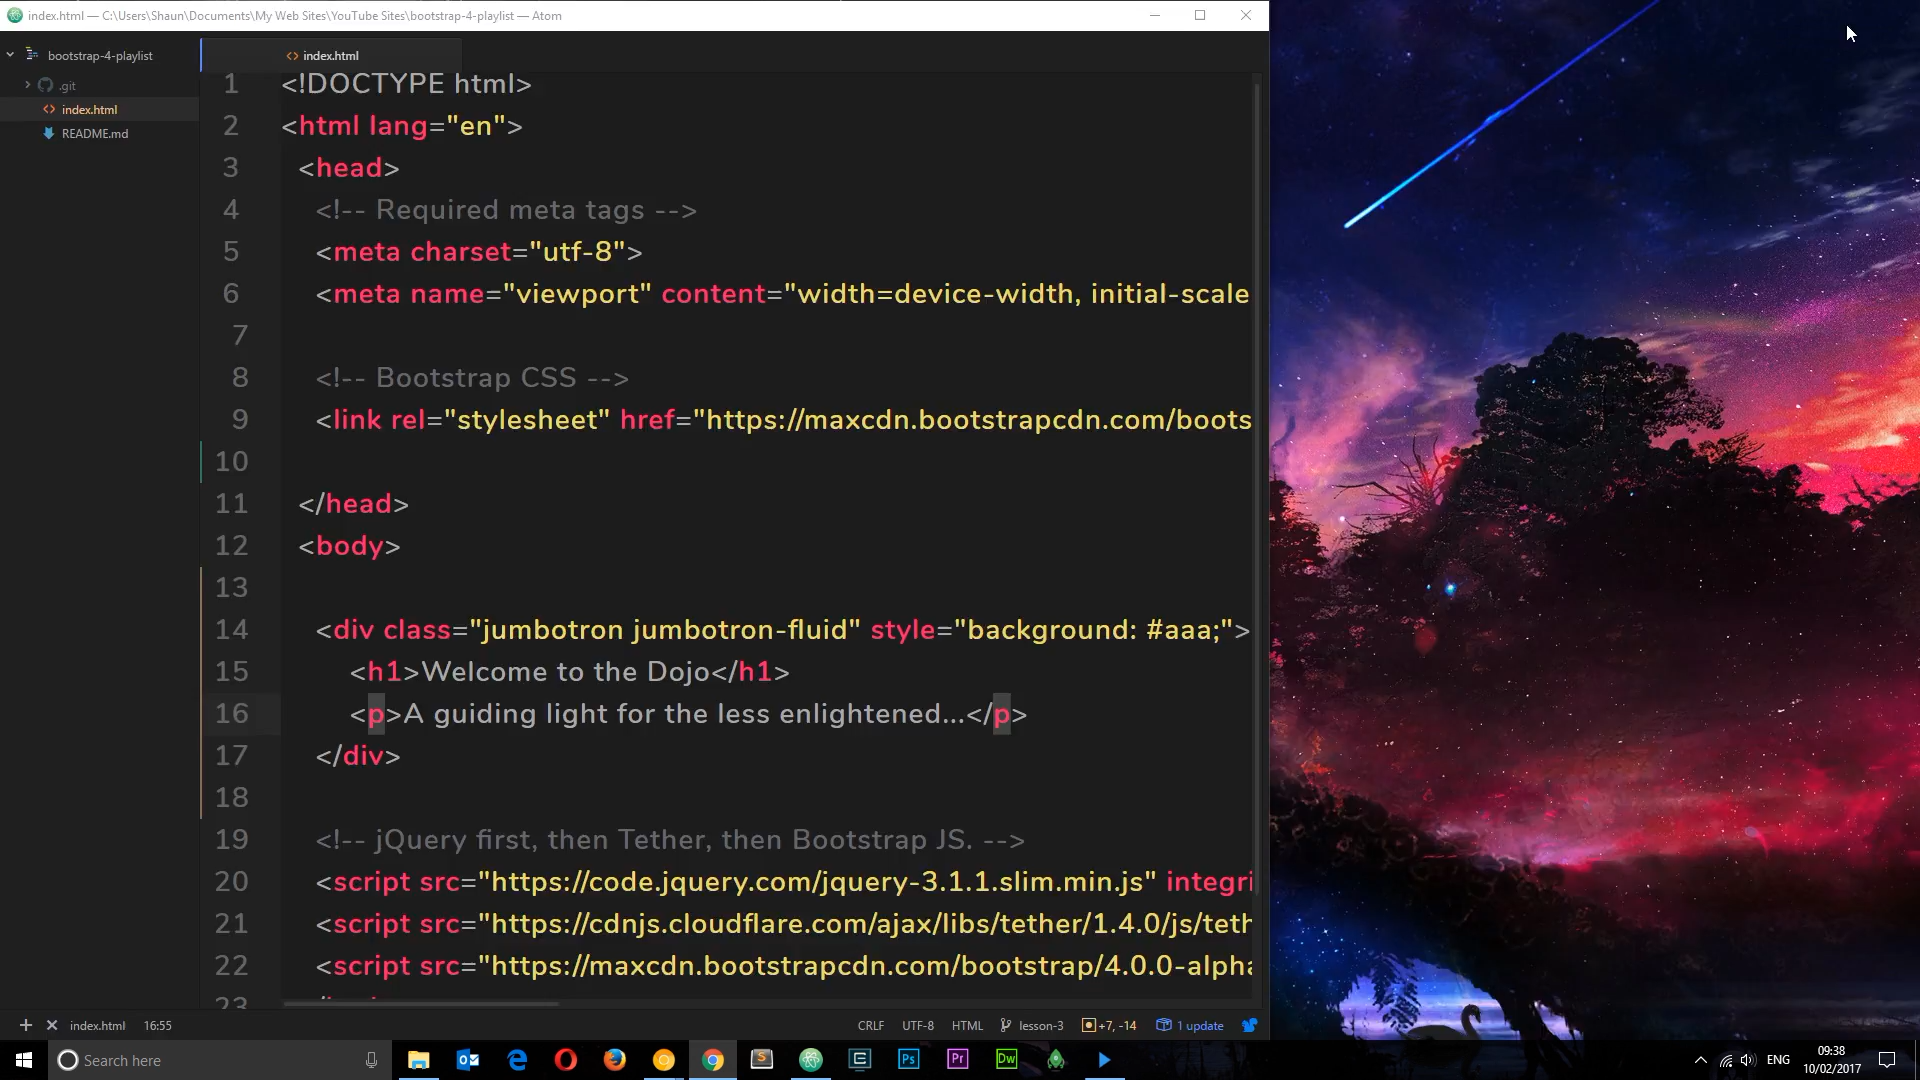 index.html — C:\Users\Shaun\Documents\My Web Sites\YouTube Sites\bootstrap-4-playlist — Atom
bootstrap-4-playlist
.git
index.html
README.md
index.html
1 <!DOCTYPE html>
2 <html lang="en">
3 <head>
4 <!-- Required meta tags -->
5 <meta charset="utf-8">
6 <meta name="viewport" content="width=device-width, initial-scale
7
8 <!-- Bootstrap CSS -->
9 <link rel="stylesheet" href="https://maxcdn.bootstrapcdn.com/boots
10
11 </head>
12 <body>
13
14 <div class="jumbotron jumbotron-fluid" style="background: #aaa;">
15 <h1>Welcome to the Dojo</h1>
16 <p>A guiding light for the less enlightened...</p>
17 </div>
18
19 <!-- jQuery first, then Tether, then Bootstrap JS. -->
20 <script src="https://code.jquery.com/jquery-3.1.1.slim.min.js" integri
21 <script src="https://cdnjs.cloudflare.com/ajax/libs/tether/1.4.0/js/teth
22 <script src="https://maxcdn.bootstrapcdn.com/bootstrap/4.0.0-alpha
23
index.html 16:55 CRLF UTF-8 HTML lesson-3 +7, -14 1 update
Search here
Ps
Pr
Dw
ENG
09:38
10/02/2017